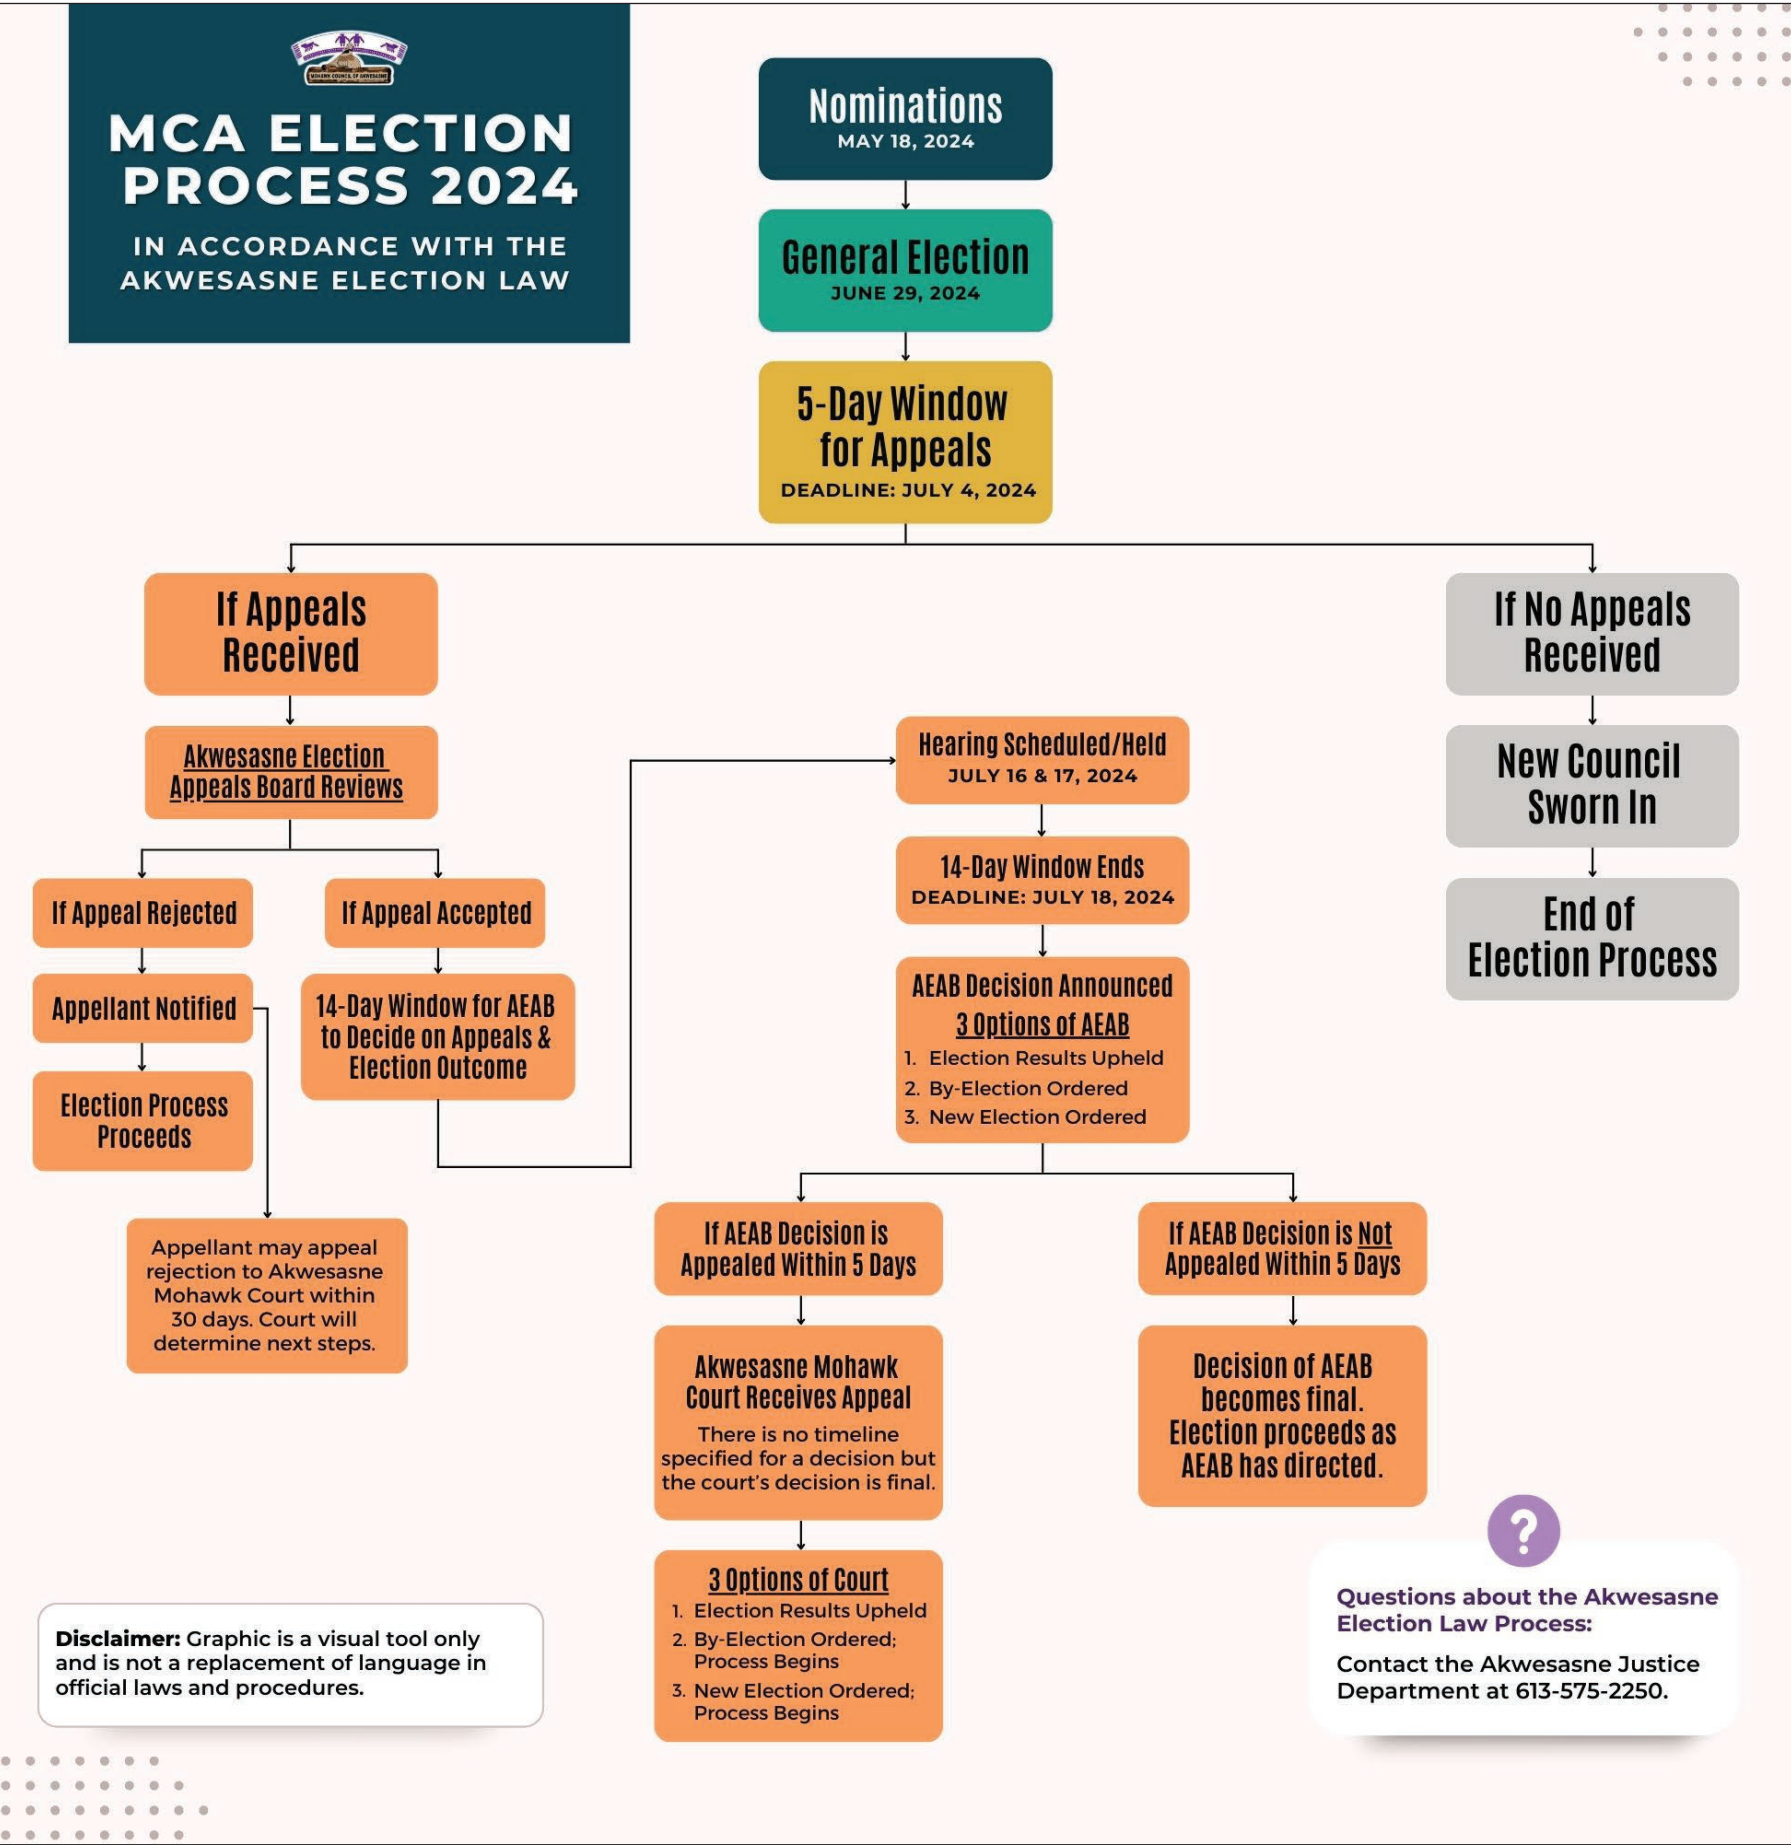 MOHAWK COUNCIL OF AKWESASNE
MCA ELECTION
PROCESS 2024
IN ACCORDANCE WITH THE
AKWESASNE ELECTION LAW
Nominations
MAY 18, 2024
General Election
JUNE 29, 2024
5-Day Window
for Appeals
DEADLINE: JULY 4, 2024
If Appeals
Received
Akwesasne Election
Appeals Board Reviews
If Appeal Rejected
Appellant Notified
Election Process
Proceeds
Appellant may appeal
rejection to Akwesasne
Mohawk Court within
30 days. Court will
determine next steps.
If Appeal Accepted
14-Day Window for AEAB
to Decide on Appeals &
Election Outcome
Hearing Scheduled/Held
JULY 16 & 17, 2024
14-Day Window Ends
DEADLINE: JULY 18, 2024
AEAB Decision Announced
3 Options of AEAB
1. Election Results Upheld
2. By-Election Ordered
3. New Election Ordered
If AEAB Decision is
Appealed Within 5 Days
Akwesasne Mohawk
Court Receives Appeal
There is no timeline
specified for a decision but
the court's decision is final.
3 Options of Court
1. Election Results Upheld
2. By-Election Ordered;
Process Begins
3. New Election Ordered;
Process Begins
If AEAB Decision is Not
Appealed Within 5 Days
Decision of AEAB
becomes final.
Election proceeds as
AEAB has directed.
If No Appeals
Received
New Council
Sworn In
End of
Election Process
Disclaimer: Graphic is a visual tool only
and is not a replacement of language in
official laws and procedures.
?
Questions about the Akwesasne
Election Law Process:
Contact the Akwesasne Justice
Department at 613-575-2250.